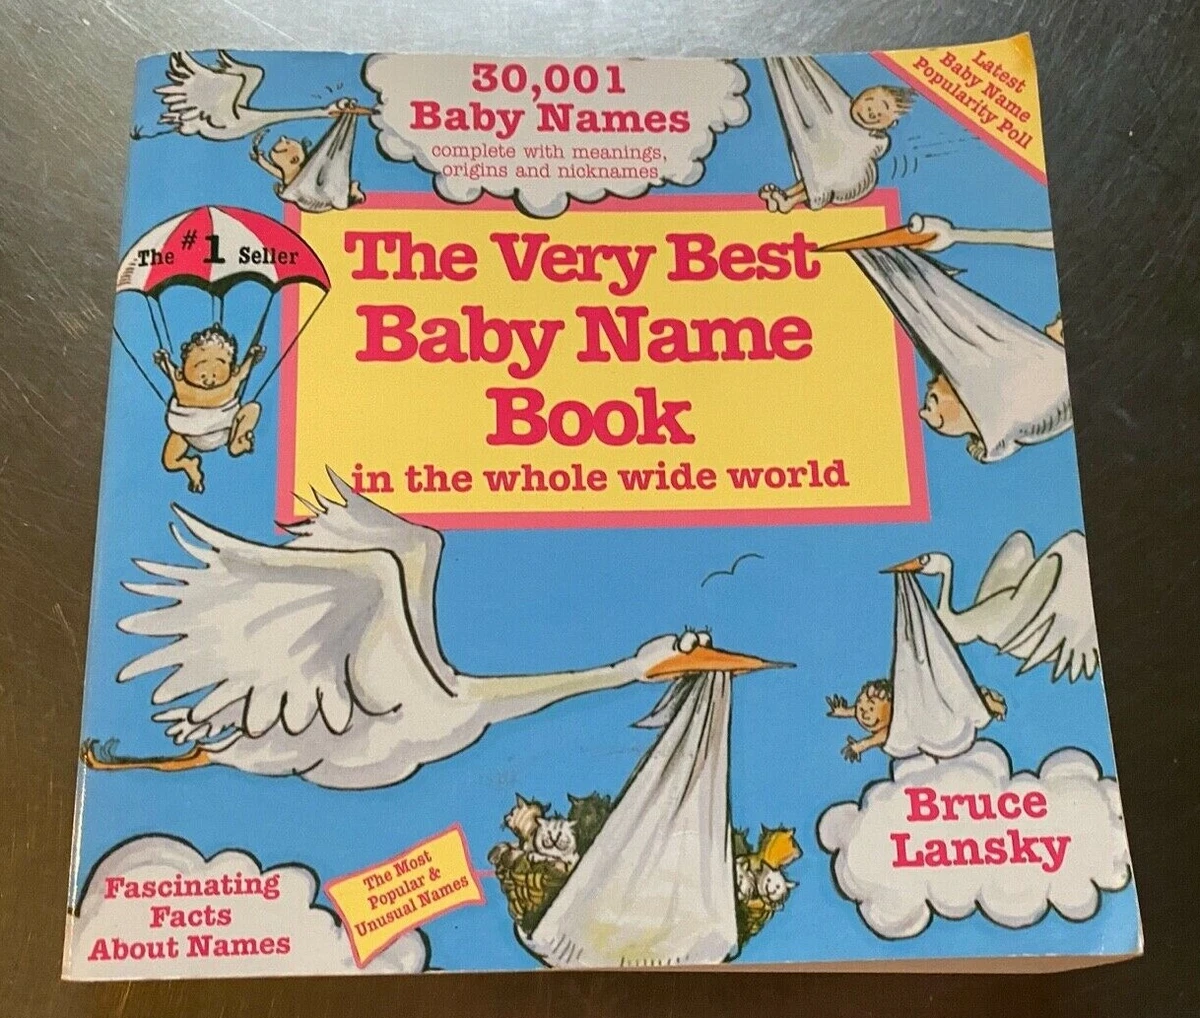 30,001
Baby Names
complete with meanings,
origins and nicknames
Latest
Baby Name
Popularity Poll
The #1 Seller
The Very Best
Baby Name
Book
in the whole wide world
Bruce
Lansky
Fascinating
Facts
About Names
The Most
Popular &
Unusual Names